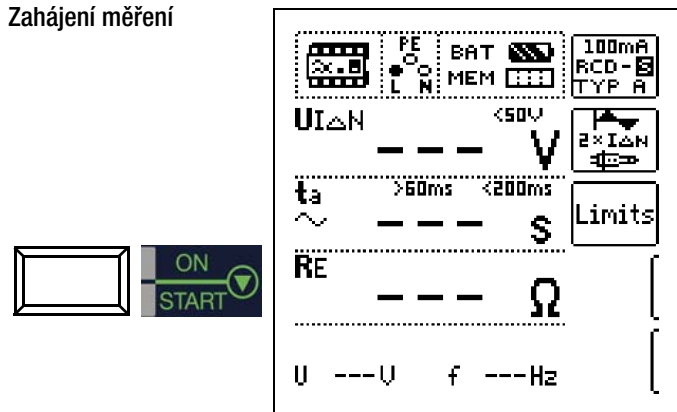 Zahájení měření
PE
L N
BAT
MEM
100mA
RCD-S
TYP A
UI△N <50V
--- V
2×I△N
ta >60ms <200ms
~ --- s
Limits
ON
START
RE
--- Ω
U ---V f ---Hz